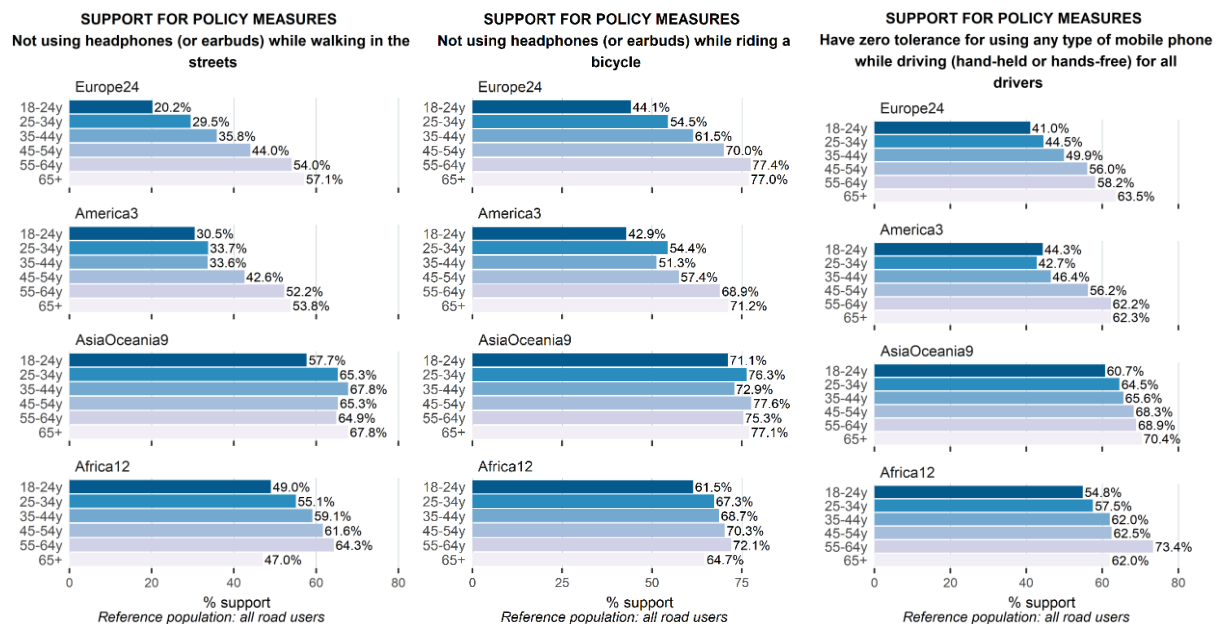 SUPPORT FOR POLICY MEASURES
Not using headphones (or earbuds) while walking in the
streets
Europe24
18-24y 20.2%
25-34y 29.5%
35-44y 35.8%
45-54y 44.0%
55-64y 54.0%
65+ 57.1%
America3
18-24y 30.5%
25-34y 33.7%
35-44y 33.6%
45-54y 42.6%
55-64y 52.2%
65+ 53.8%
AsiaOceania9
18-24y 57.7%
25-34y 65.3%
35-44y 67.8%
45-54y 65.3%
55-64y 64.9%
65+ 67.8%
Africa12
18-24y 49.0%
25-34y 55.1%
35-44y 59.1%
45-54y 61.6%
55-64y 64.3%
65+ 47.0%
0 20 40 60 80
% support
Reference population: all road users
SUPPORT FOR POLICY MEASURES
Not using headphones (or earbuds) while riding a
bicycle
Europe24
18-24y 44.1%
25-34y 54.5%
35-44y 61.5%
45-54y 70.0%
55-64y 77.4%
65+ 77.0%
America3
18-24y 42.9%
25-34y 54.4%
35-44y 51.3%
45-54y 57.4%
55-64y 68.9%
65+ 71.2%
AsiaOceania9
18-24y 71.1%
25-34y 76.3%
35-44y 72.9%
45-54y 77.6%
55-64y 75.3%
65+ 77.1%
Africa12
18-24y 61.5%
25-34y 67.3%
35-44y 68.7%
45-54y 70.3%
55-64y 72.1%
65+ 64.7%
0 25 50 75
% support
Reference population: all road users
SUPPORT FOR POLICY MEASURES
Have zero tolerance for using any type of mobile phone
while driving (hand-held or hands-free) for all
drivers
Europe24
18-24y 41.0%
25-34y 44.5%
35-44y 49.9%
45-54y 56.0%
55-64y 58.2%
65+ 63.5%
America3
18-24y 44.3%
25-34y 42.7%
35-44y 46.4%
45-54y 56.2%
55-64y 62.2%
65+ 62.3%
AsiaOceania9
18-24y 60.7%
25-34y 64.5%
35-44y 65.6%
45-54y 68.3%
55-64y 68.9%
65+ 70.4%
Africa12
18-24y 54.8%
25-34y 57.5%
35-44y 62.0%
45-54y 62.5%
55-64y 73.4%
65+ 62.0%
0 20 40 60 80
% support
Reference population: all road users